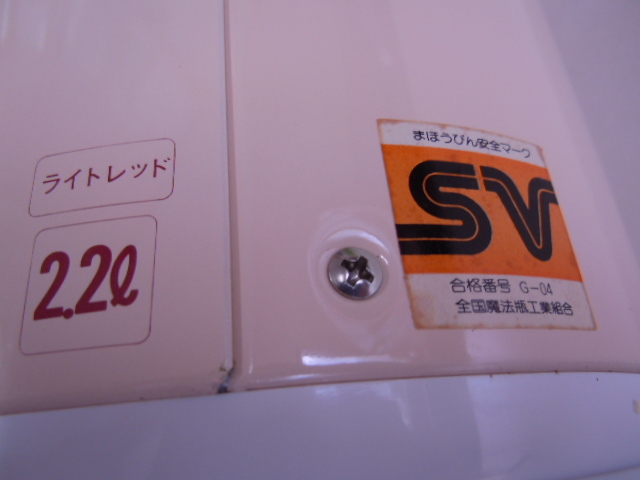 ライトレッド
2.2ℓ
まほうびん安全マーク
SV
合格番号 G-04
全国魔法瓶工業組合